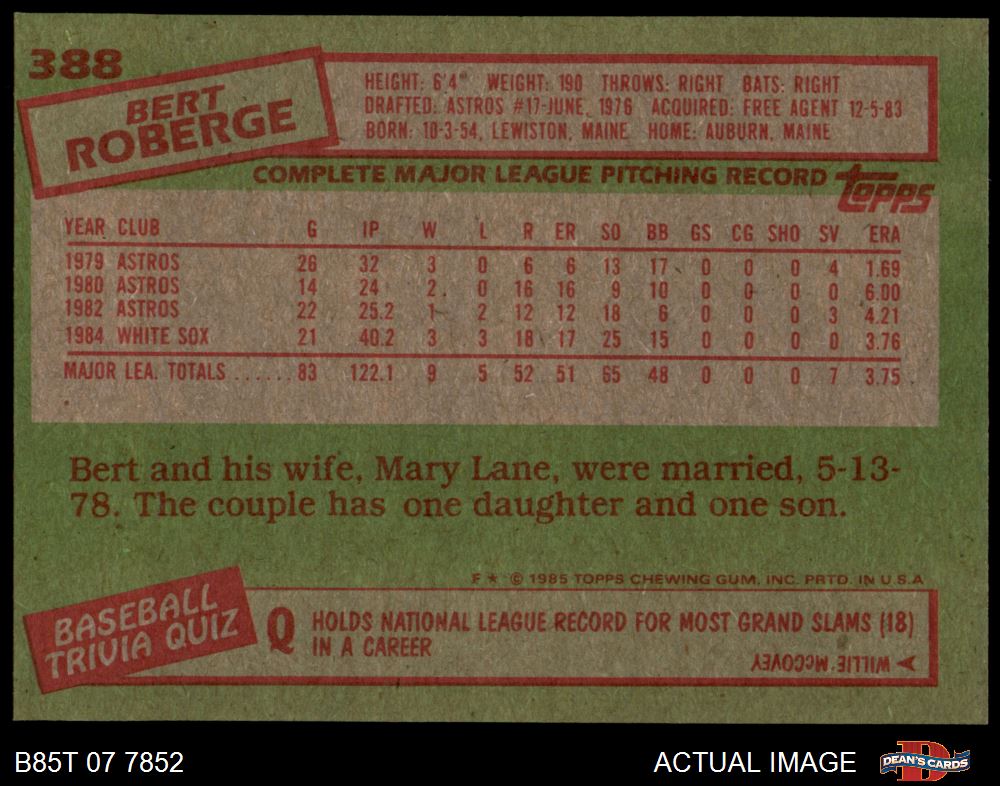 388
BERT
ROBERGE
HEIGHT: 6'4" WEIGHT: 190 THROWS: RIGHT BATS: RIGHT
DRAFTED: ASTROS #17-JUNE, 1976 ACQUIRED: FREE AGENT 12-5-83
BORN: 10-3-54, LEWISTON, MAINE HOME: AUBURN, MAINE
COMPLETE MAJOR LEAGUE PITCHING RECORD topps
YEAR CLUB G IP W L R ER SO BB GS CG SHO SV ERA
1979 ASTROS 26 32 3 0 6 6 13 17 0 0 0 4 1.69
1980 ASTROS 14 24 2 0 16 16 9 10 0 0 0 0 6.00
1982 ASTROS 22 25.2 1 2 12 12 18 6 0 0 0 3 4.21
1984 WHITE SOX 21 40.2 3 3 18 17 25 15 0 0 0 0 3.76
MAJOR LEA. TOTALS ...... 83 122.1 9 5 52 51 65 48 0 0 0 7 3.75
Bert and his wife, Mary Lane, were married, 5-13-
78. The couple has one daughter and one son.
F ★ © 1985 TOPPS CHEWING GUM, INC. PRTD. IN U.S.A
BASEBALL
TRIVIA QUIZ
Q HOLDS NATIONAL LEAGUE RECORD FOR MOST GRAND SLAMS (18)
IN A CAREER
WILLIE McCOVEY
B85T 07 7852 ACTUAL IMAGE DEAN'S CARDS